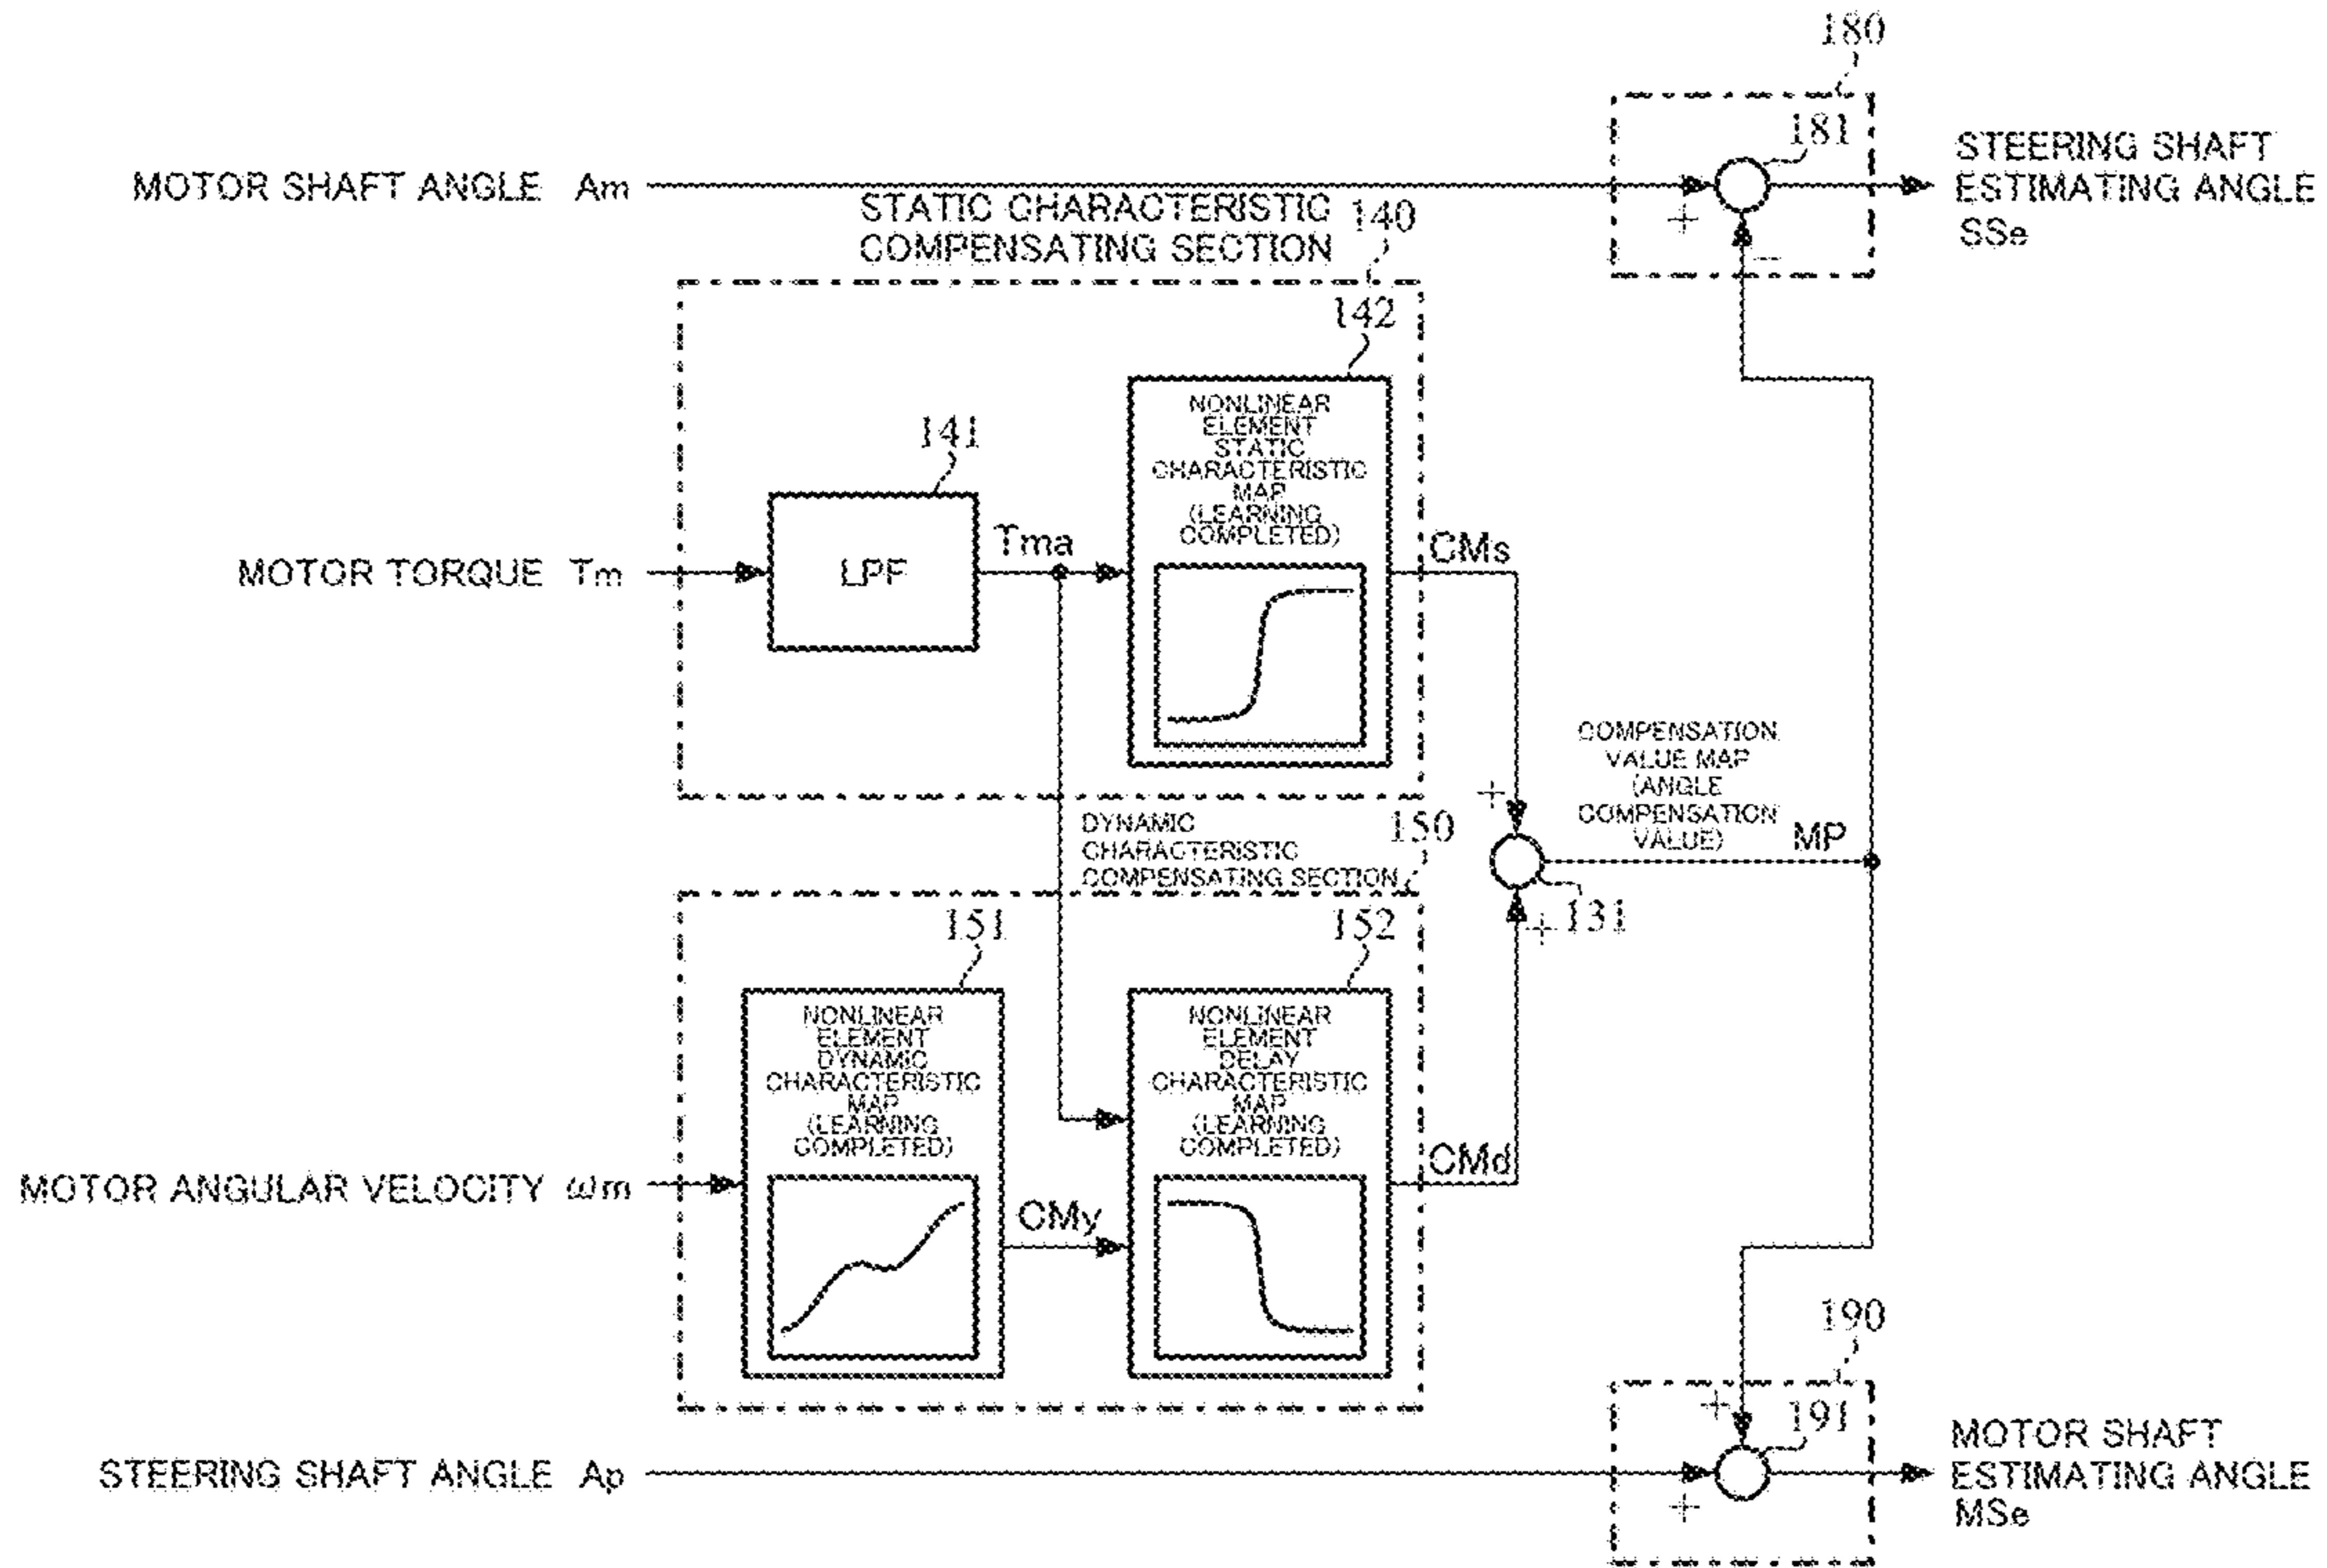 180
181
MOTOR SHAFT ANGLE Am
STEERING SHAFT
ESTIMATING ANGLE
SSe
+
−
STATIC CHARACTERISTIC
COMPENSATING SECTION
140
142
NONLINEAR
ELEMENT
STATIC
CHARACTERISTIC
MAP
(LEARNING
COMPLETED)
141
MOTOR TORQUE Tm
LPF
Tma
CMs
COMPENSATION
VALUE MAP
(ANGLE
COMPENSATION
VALUE)
MP
+
+
131
DYNAMIC
CHARACTERISTIC
COMPENSATING SECTION
150
151
152
NONLINEAR
ELEMENT
DYNAMIC
CHARACTERISTIC
MAP
(LEARNING
COMPLETED)
NONLINEAR
ELEMENT
DELAY
CHARACTERISTIC
MAP
(LEARNING
COMPLETED)
MOTOR ANGULAR VELOCITY ωm
CMy
CMd
190
191
+
+
STEERING SHAFT ANGLE Ap
MOTOR SHAFT
ESTIMATING ANGLE
MSe